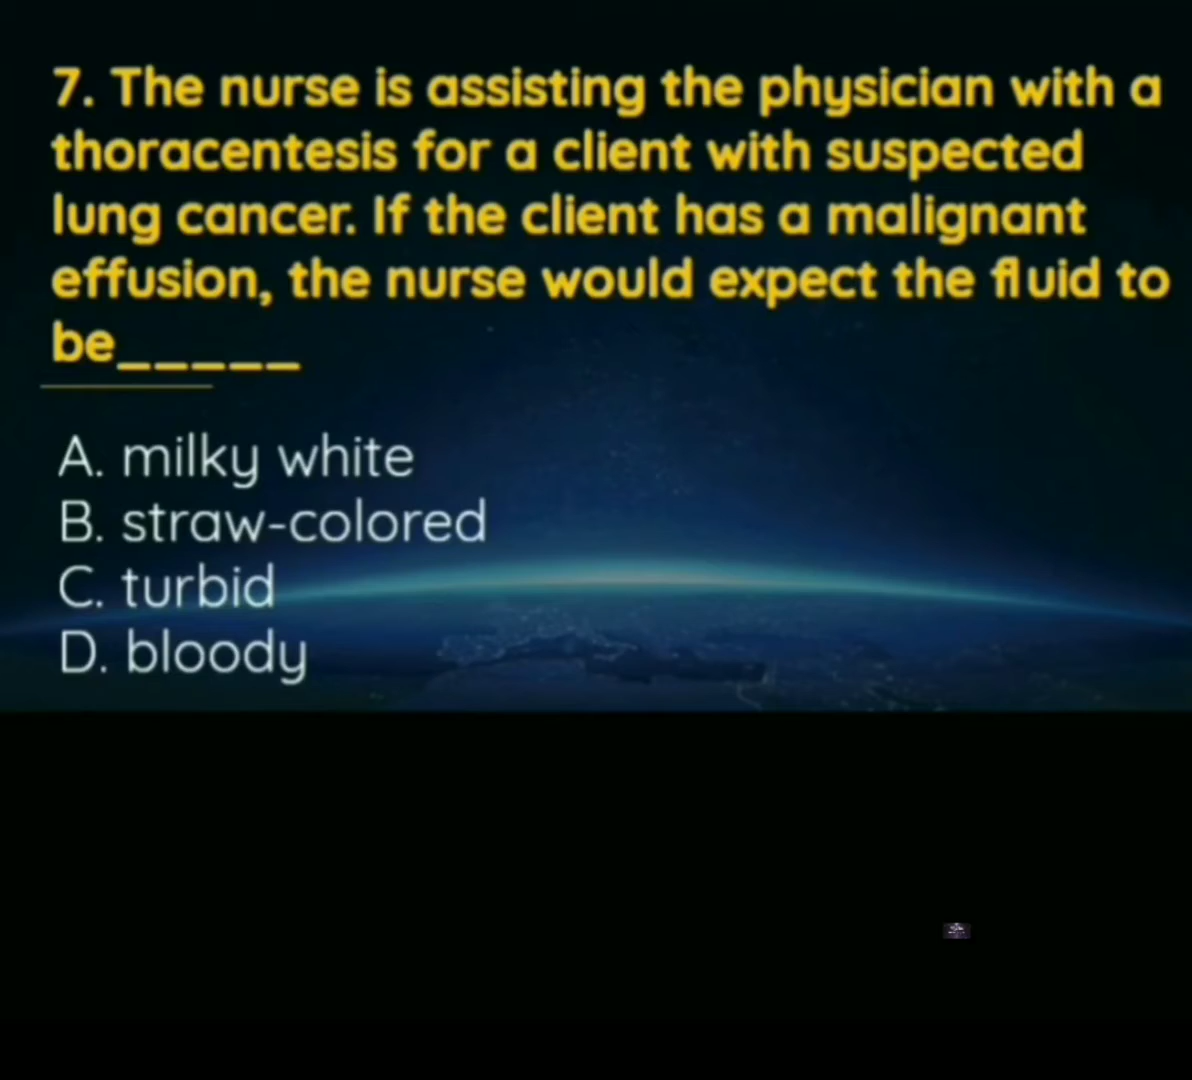 7. The nurse is assisting the physician with a
thoracentesis for a client with suspected
lung cancer. If the client has a malignant
effusion, the nurse would expect the fluid to
be_____
A. milky white
B. straw-colored
C. turbid
D. bloody